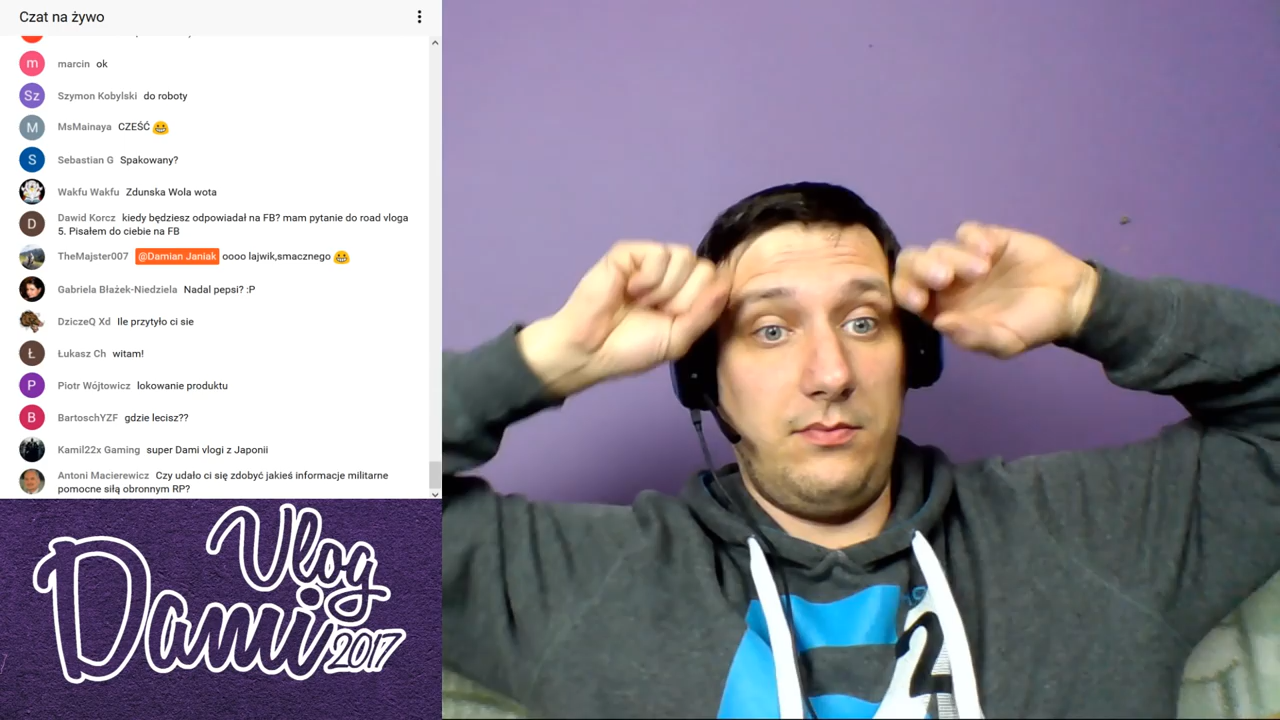 Czat na żywo
m marcin ok
Sz Szymon Kobylski do roboty
M MsMainaya CZEŚĆ 😀
S Sebastian G Spakowany?
Wakfu Wakfu Zdunska Wola wota
D Dawid Korcz kiedy będziesz odpowiadał na FB? mam pytanie do road vloga
5. Pisałem do ciebie na FB
TheMajster007 @Damian Janiak oooo lajwik,smacznego 😀
Gabriela Błażek-Niedziela Nadal pepsi? :P
DziczeQ Xd Ile przytyło ci sie
Ł Łukasz Ch witam!
P Piotr Wójtowicz lokowanie produktu
B BartoschYZF gdzie lecisz??
Kamil22x Gaming super Dami vlogi z Japonii
Antoni Macierewicz Czy udało ci się zdobyć jakieś informacje militarne
pomocne siłą obronnym RP?
Vlog
Dami
2017
2